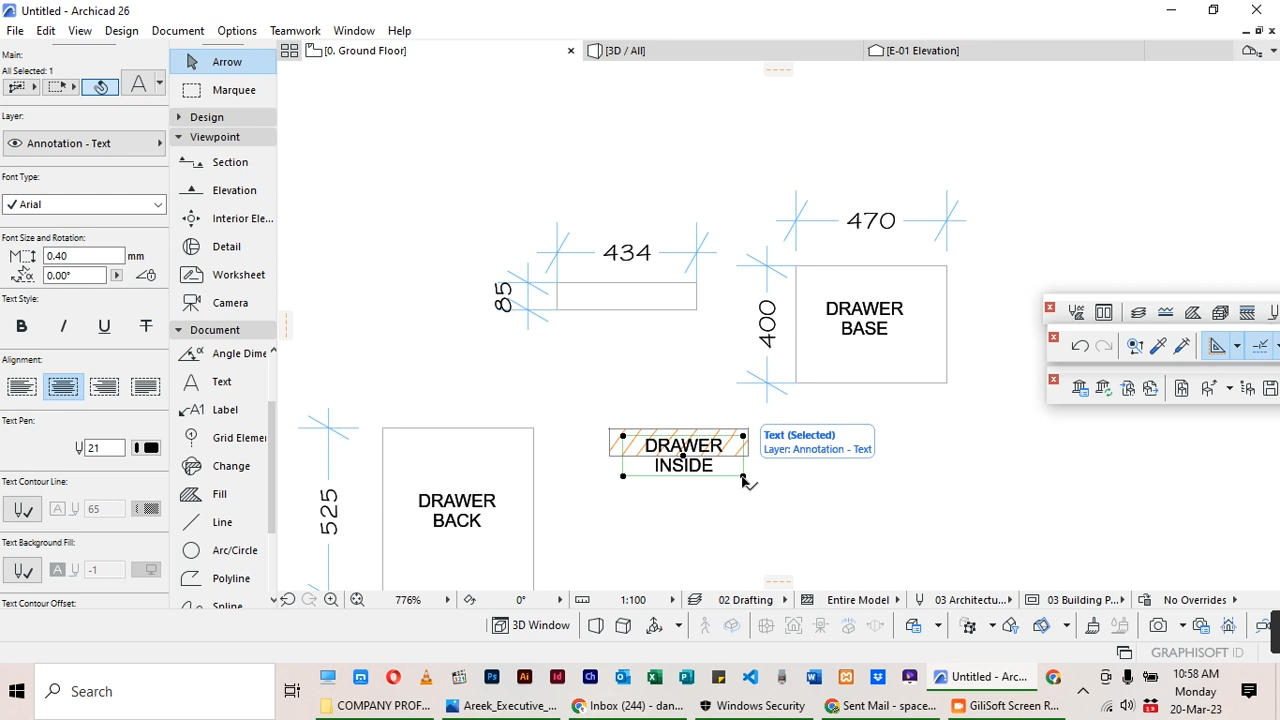 Untitled - Archicad 26
File Edit View Design Document Options Teamwork Window Help
Main:
All Selected: 1
Arrow
[0. Ground Floor]
[3D / All]
[E-01 Elevation]
Marquee
Layer:
Annotation - Text
Design
Viewpoint
Section
Font Type:
Arial
Elevation
Interior Ele...
Font Size and Rotation:
0.40 mm
0.00°
Detail
Worksheet
Camera
Text Style:
B I U T
Document
Angle Dime
Alignment:
Text
Label
Text Pen:
21
Grid Eleme
Change
Text Contour Line:
65
Fill
Line
Text Background Fill:
-1
Arc/Circle
Polyline
Text Contour Offset:
Spline
470
434
85
400
DRAWER
BASE
DRAWER
INSIDE
Text (Selected)
Layer: Annotation - Text
525
DRAWER
BACK
776%
0°
1:100
02 Drafting
Entire Model
03 Architectu...
03 Building P...
No Overrides
3D Window
GRAPHISOFT ID
Search
Untitled - Arc...
COMPANY PROF...
Areek_Executive_...
Inbox (244) - dan...
Windows Security
Sent Mail - space...
GiliSoft Screen R...
10:58 AM
Monday
20-Mar-23